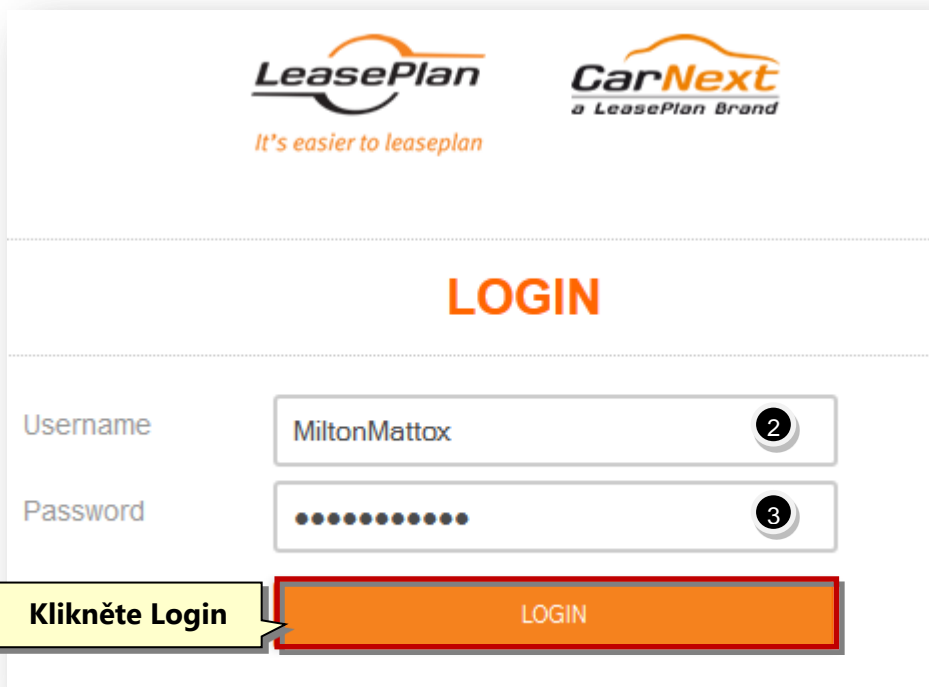 LeasePlan
It's easier to leaseplan
CarNext
a LeasePlan Brand
LOGIN
Username
MiltonMattox
2
Password
●●●●●●●●●●●
3
Klikněte Login
LOGIN